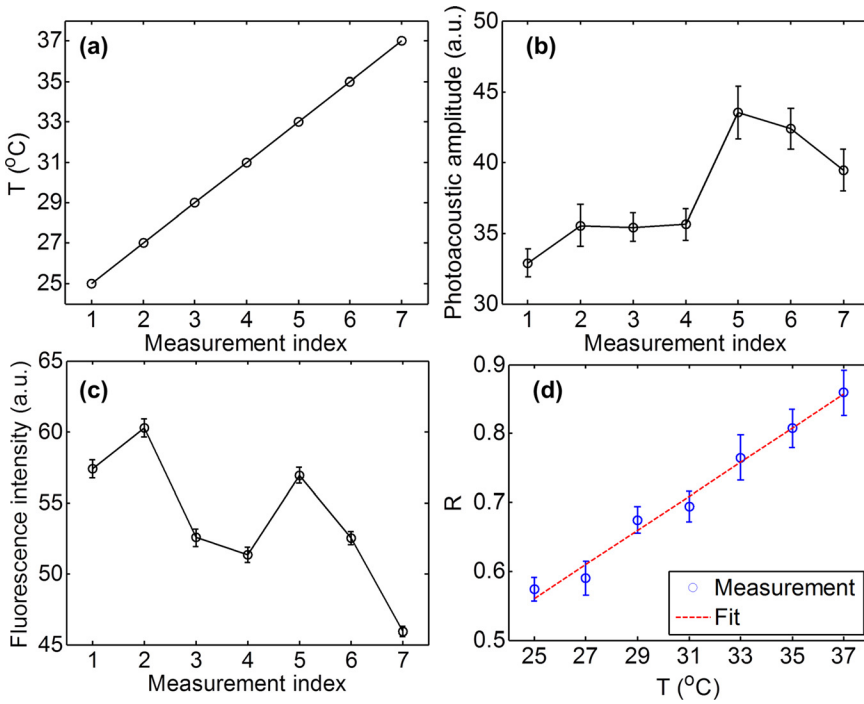 (a)
T (°C)
37
35
33
31
29
27
25
1 2 3 4 5 6 7
Measurement index
(b)
Photoacoustic amplitude (a.u.)
50
45
40
35
30
1 2 3 4 5 6 7
Measurement index
(c)
Fluorescence intensity (a.u.)
65
60
55
50
45
1 2 3 4 5 6 7
Measurement index
(d)
R
0.9
0.8
0.7
0.6
0.5
Measurement
Fit
25 27 29 31 33 35 37
T (°C)